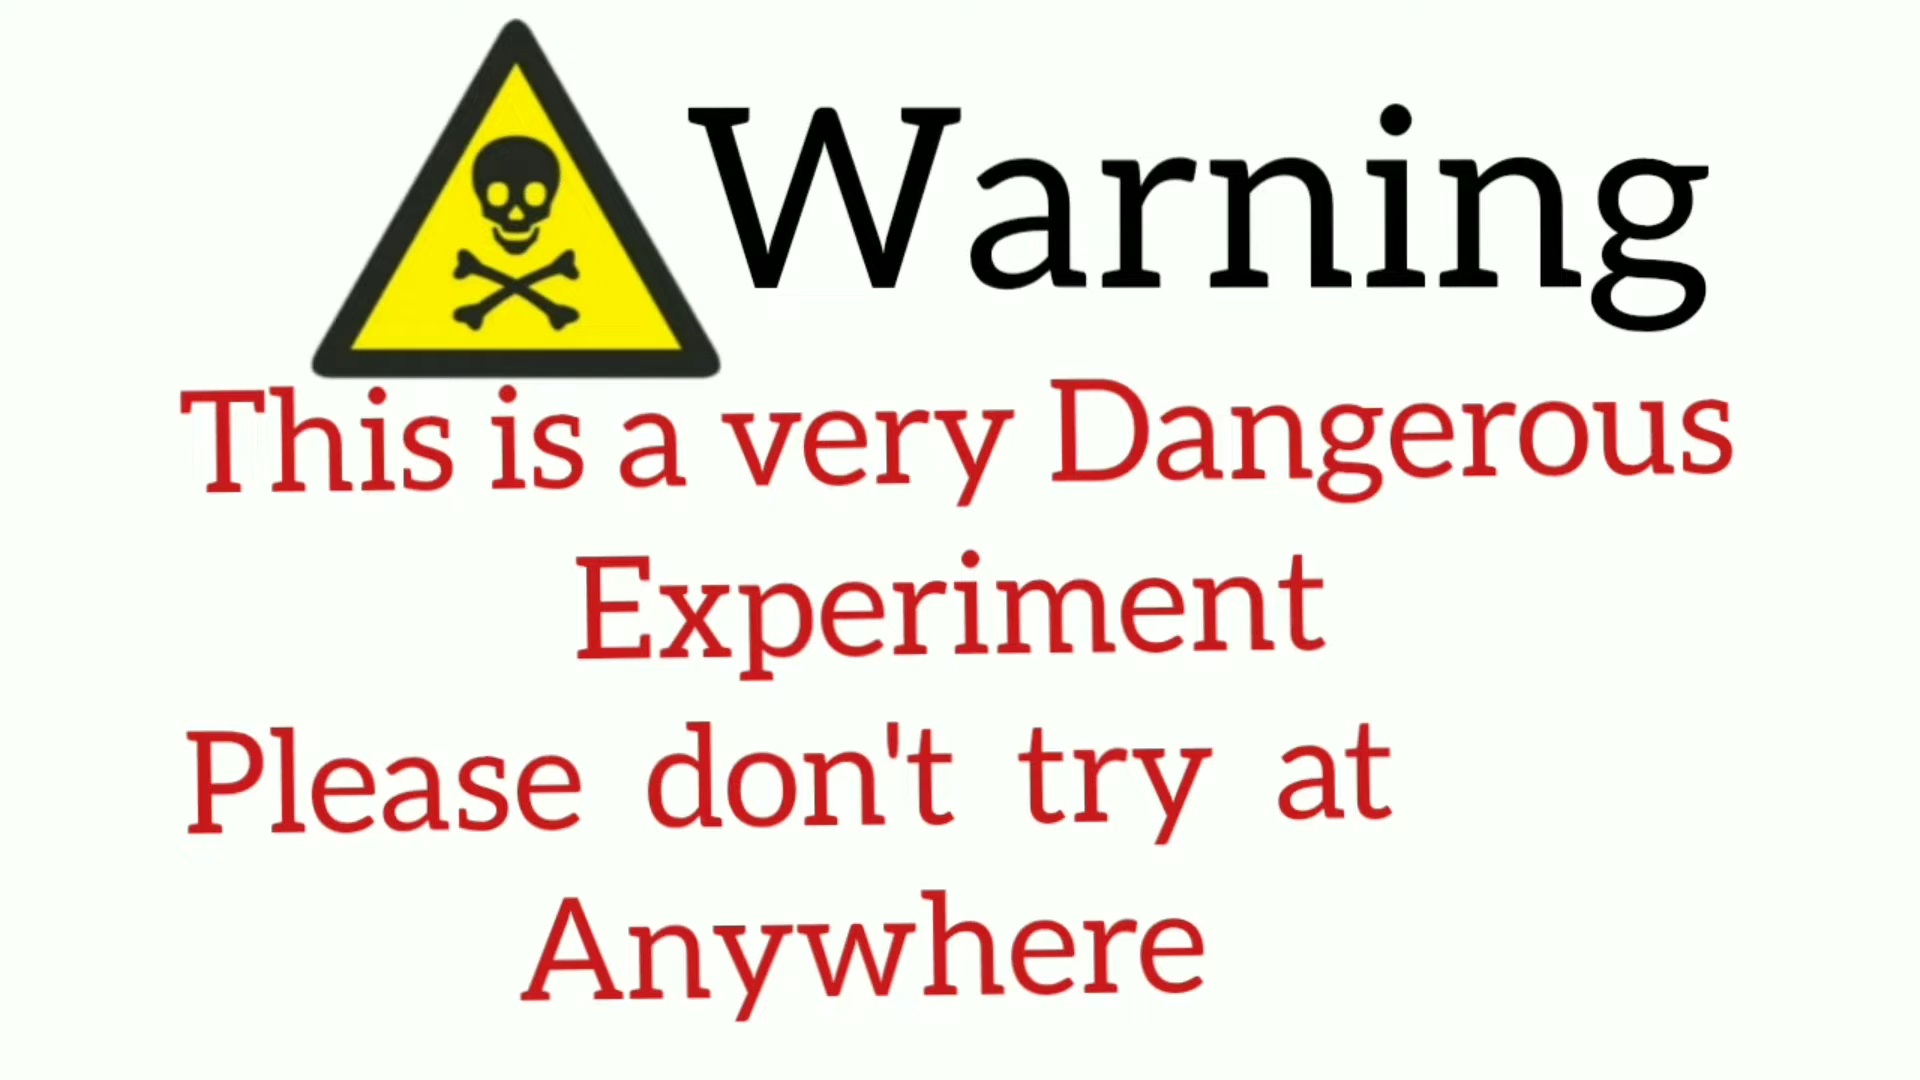 Warning
This is a very Dangerous
Experiment
Please don't try at
Anywhere